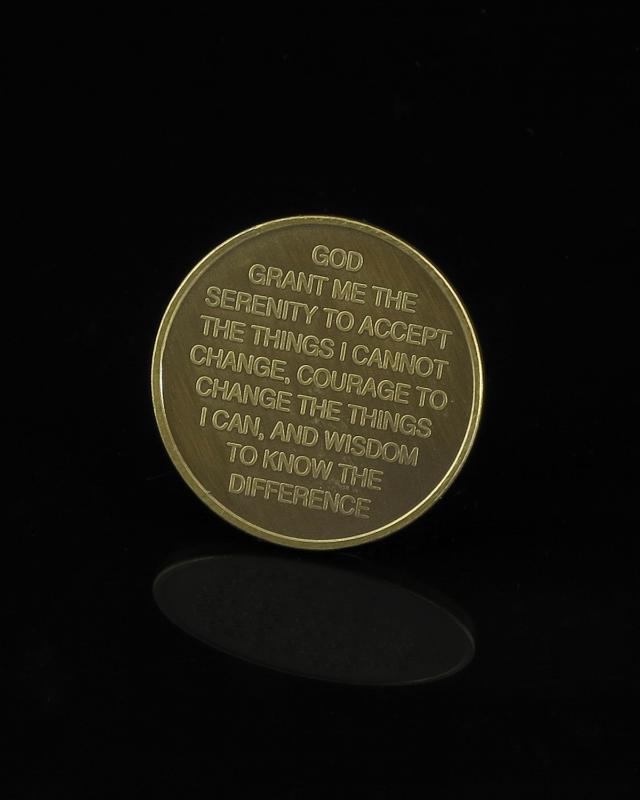 GOD
GRANT ME THE
SERENITY TO ACCEPT
THE THINGS I CANNOT
CHANGE, COURAGE TO
CHANGE THE THINGS
I CAN, AND WISDOM
TO KNOW THE
DIFFERENCE